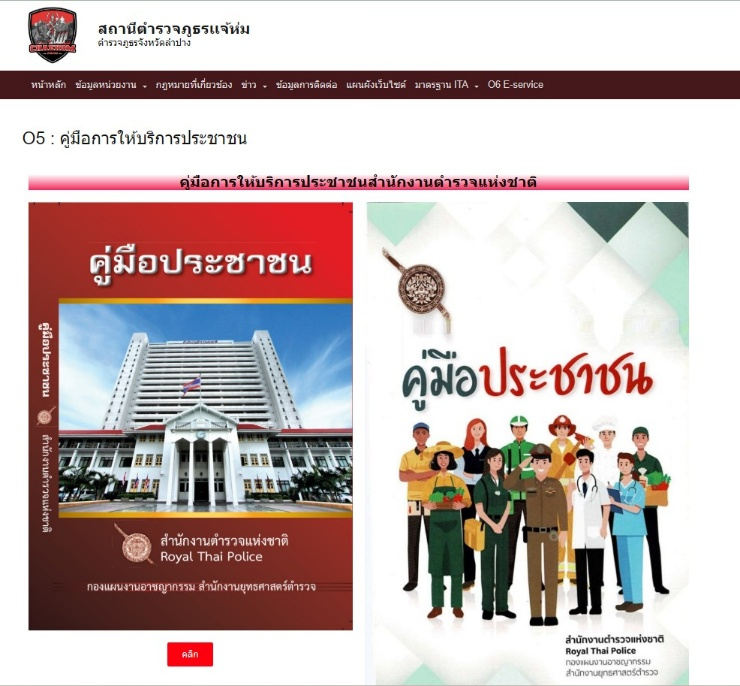 CHAEHOM
สถานีตำรวจภูธรแจ้ห่ม
ตำรวจภูธรจังหวัดลำปาง
หน้าหลัก ข้อมูลหน่วยงาน กฎหมายที่เกี่ยวข้อง ข่าว ข้อมูลการติดต่อ แผนผังเว็บไซต์ มาตรฐาน ITA O6 E-service
O5 : คู่มือการให้บริการประชาชน
คู่มือการให้บริการประชาชนสำนักงานตำรวจแห่งชาติ
คู่มือประชาชน
คู่มือประชาชน
สำนักงานตำรวจแห่งชาติ
สำนักงานตำรวจแห่งชาติ
Royal Thai Police
กองแผนงานอาชญากรรม สำนักงานยุทธศาสตร์ตำรวจ
คลิก
คู่มือประชาชน
สำนักงานตำรวจแห่งชาติ
Royal Thai Police
กองแผนงานอาชญากรรม
สำนักงานยุทธศาสตร์ตำรวจ